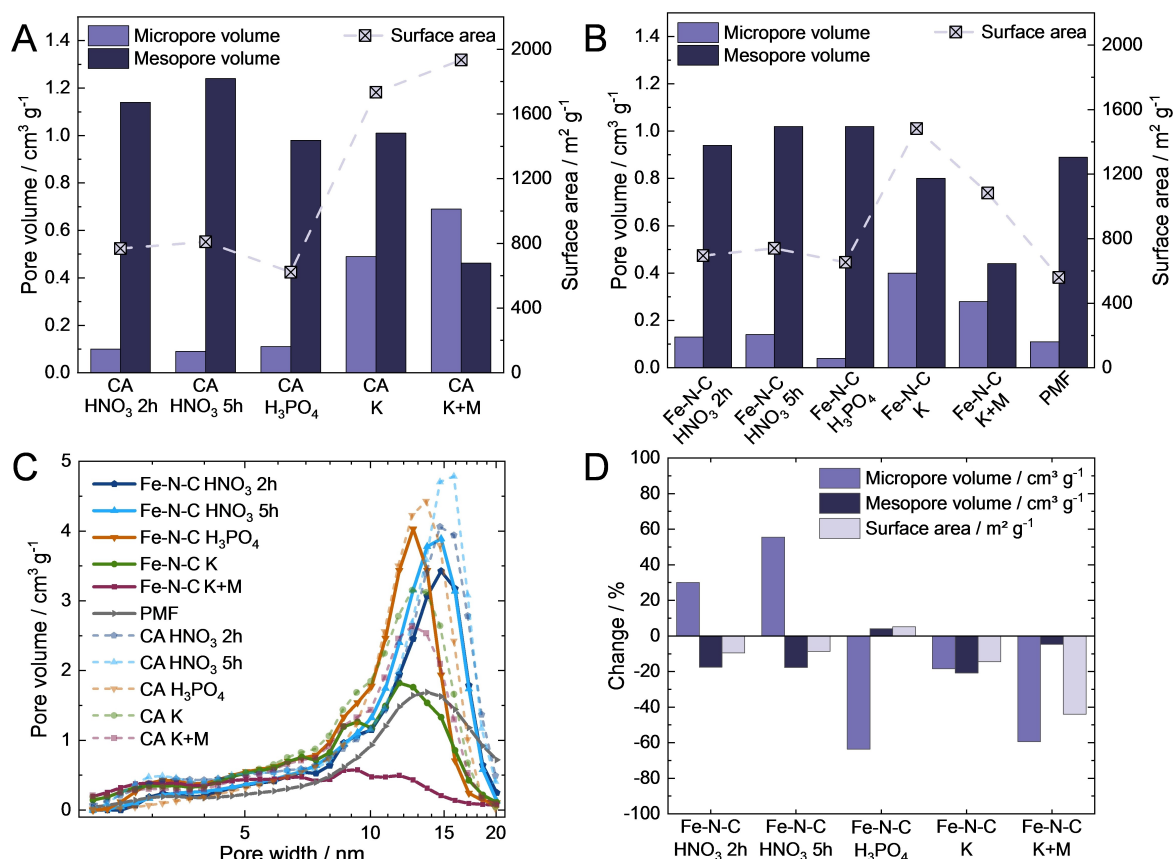 A
Micropore volume
Mesopore volume
Surface area
Pore volume / cm³ g⁻¹
1.4
1.2
1.0
0.8
0.6
0.4
0.2
0.0
2000
1600
1200
800
400
0
Surface area / m² g⁻¹
CA
HNO₃ 2h
CA
HNO₃ 5h
CA
H₃PO₄
CA
K
CA
K+M
B
Micropore volume
Mesopore volume
Surface area
Pore volume / cm³ g⁻¹
1.4
1.2
1.0
0.8
0.6
0.4
0.2
0.0
2000
1600
1200
800
400
0
Surface area / m² g⁻¹
Fe-N-C
HNO₃ 2h
Fe-N-C
HNO₃ 5h
Fe-N-C
H₃PO₄
Fe-N-C
K
Fe-N-C
K+M
PMF
C
Fe-N-C HNO₃ 2h
Fe-N-C HNO₃ 5h
Fe-N-C H₃PO₄
Fe-N-C K
Fe-N-C K+M
PMF
CA HNO₃ 2h
CA HNO₃ 5h
CA H₃PO₄
CA K
CA K+M
Pore volume / cm³ g⁻¹
5
4
3
2
1
0
5
10
15
20
Pore width / nm
D
Micropore volume / cm³ g⁻¹
Mesopore volume / cm³ g⁻¹
Surface area / m² g⁻¹
Change / %
100
80
60
40
20
0
-20
-40
-60
-80
-100
Fe-N-C
HNO₃ 2h
Fe-N-C
HNO₃ 5h
Fe-N-C
H₃PO₄
Fe-N-C
K
Fe-N-C
K+M